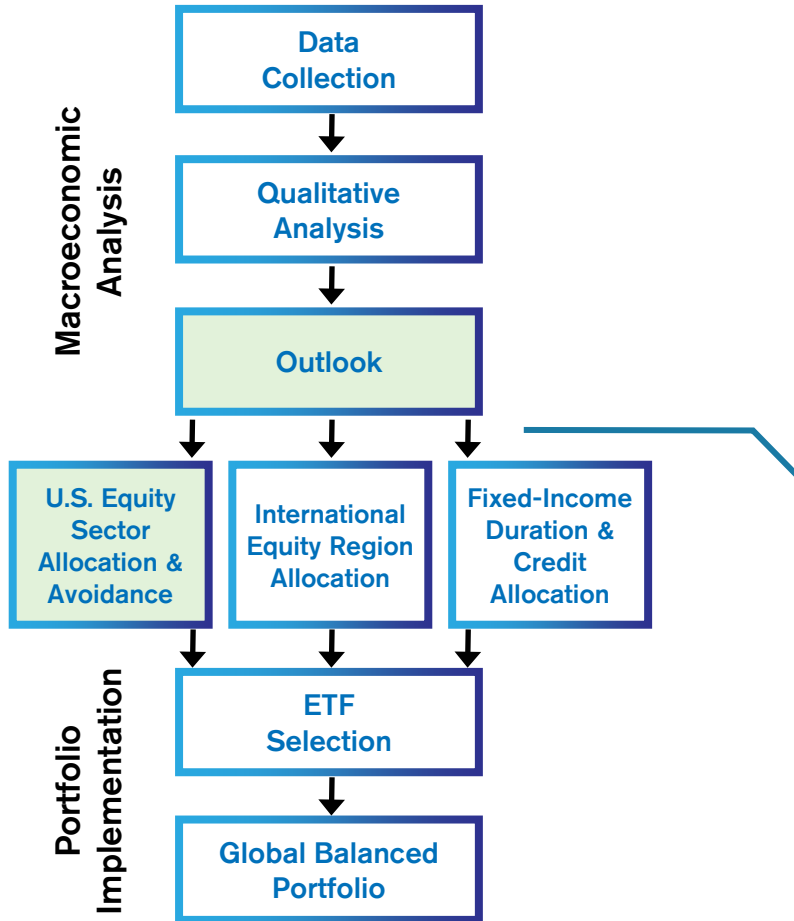 Macroeconomic
Analysis
Data
Collection
Qualitative
Analysis
Outlook
U.S. Equity
Sector
Allocation &
Avoidance
International
Equity Region
Allocation
Fixed-Income
Duration &
Credit
Allocation
Portfolio
Implementation
ETF
Selection
Global Balanced
Portfolio